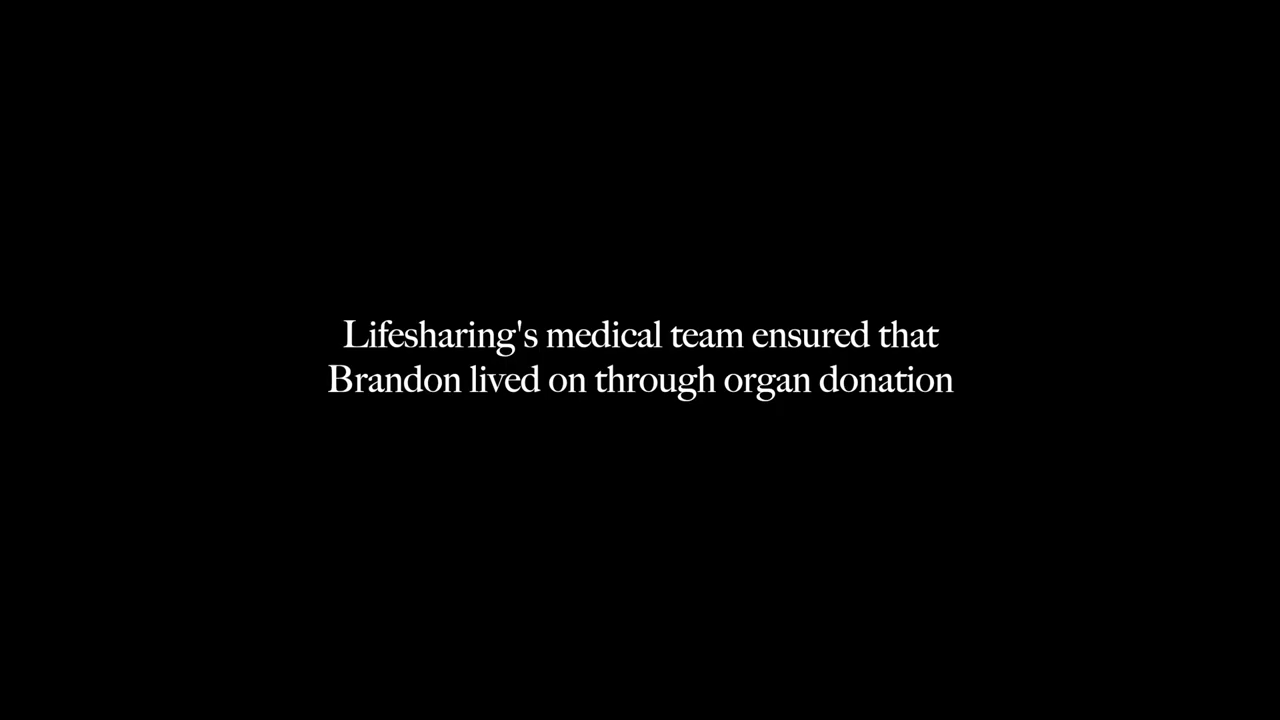 Lifesharing's medical team ensured that
Brandon lived on through organ donation